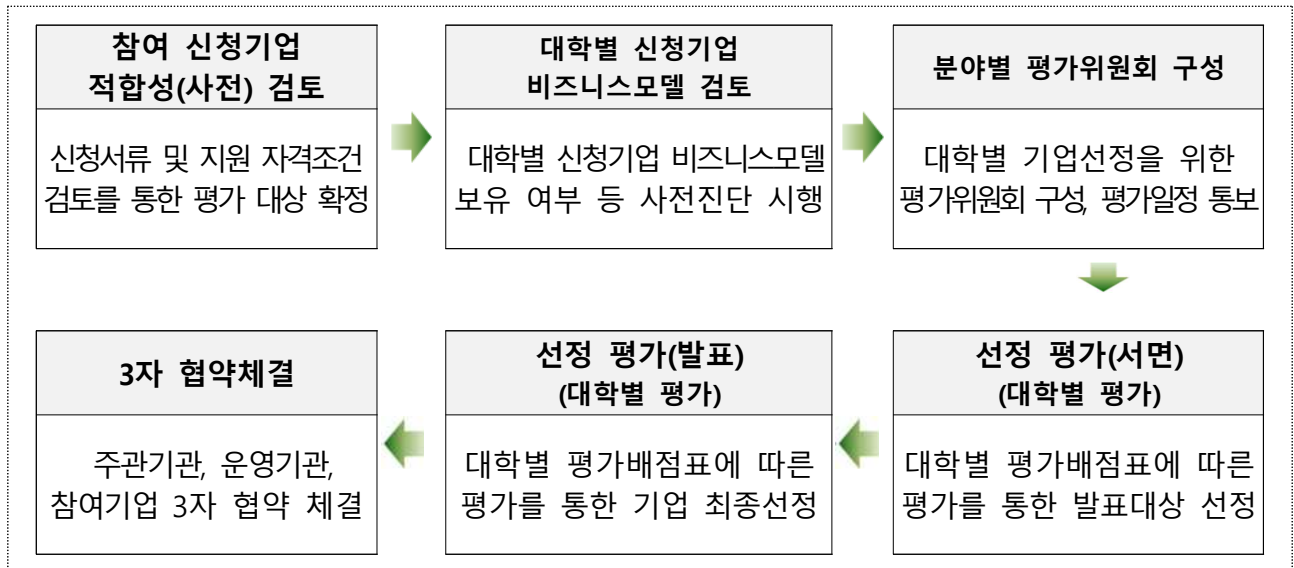 참여 신청기업
적합성(사전) 검토
신청서류 및 지원 자격조건
검토를 통한 평가 대상 확정
대학별 신청기업
비즈니스모델 검토
대학별 신청기업 비즈니스모델
보유 여부 등 사전진단 시행
분야별 평가위원회 구성
대학별 기업선정을 위한
평가위원회 구성, 평가일정 통보
선정 평가(서면)
(대학별 평가)
대학별 평가배점표에 따른
평가를 통한 발표대상 선정
선정 평가(발표)
(대학별 평가)
대학별 평가배점표에 따른
평가를 통한 기업 최종선정
3자 협약체결
주관기관, 운영기관,
참여기업 3자 협약 체결